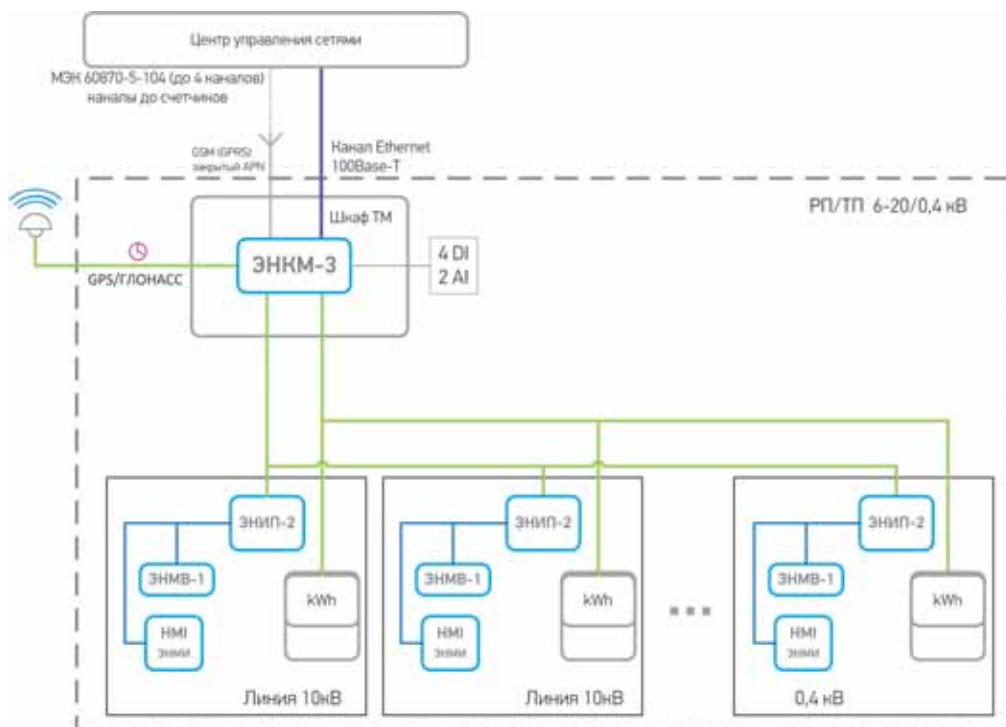 Центр управления сетями
МЭК 60870-5-104 (до 4 каналов)
каналы до счетчиков
GSM (GPRS)
закрытый APN
Канал Ethernet
100Base-T
РП/ТП 6-20/0,4 кВ
Шкаф ТМ
ЭНКМ-3
4 DI
2 AI
GPS/ГЛОНАСС
ЭНИП-2
ЭНМВ-1
kWh
HMI
ЭНМИ
Линия 10кВ
ЭНИП-2
ЭНМВ-1
kWh
HMI
ЭНМИ
Линия 10кВ
ЭНИП-2
ЭНМВ-1
kWh
HMI
ЭНМИ
0,4 кВ